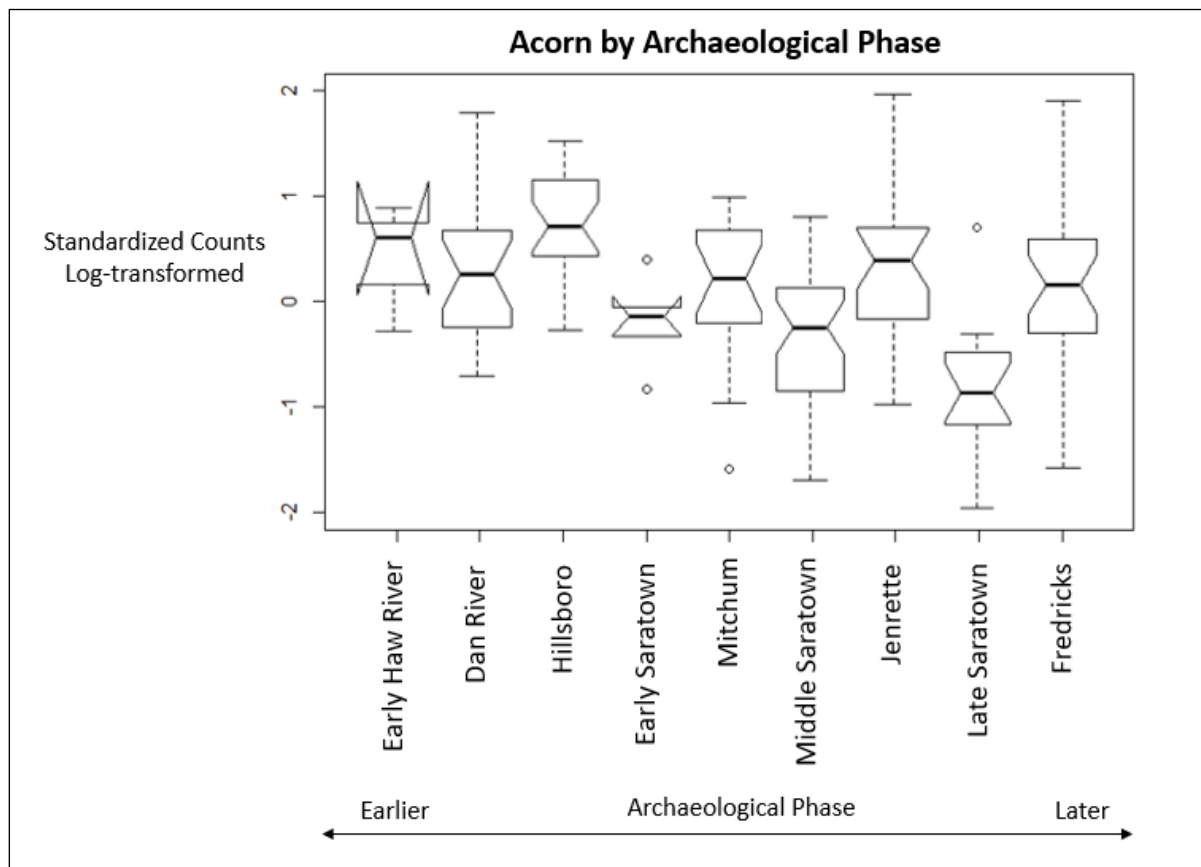 Acorn by Archaeological Phase
2
1
0
-1
-2
Standardized Counts
Log-transformed
Early Haw River
Dan River
Hillsboro
Early Saratown
Mitchum
Middle Saratown
Jenrette
Late Saratown
Fredricks
Earlier
Archaeological Phase
Later